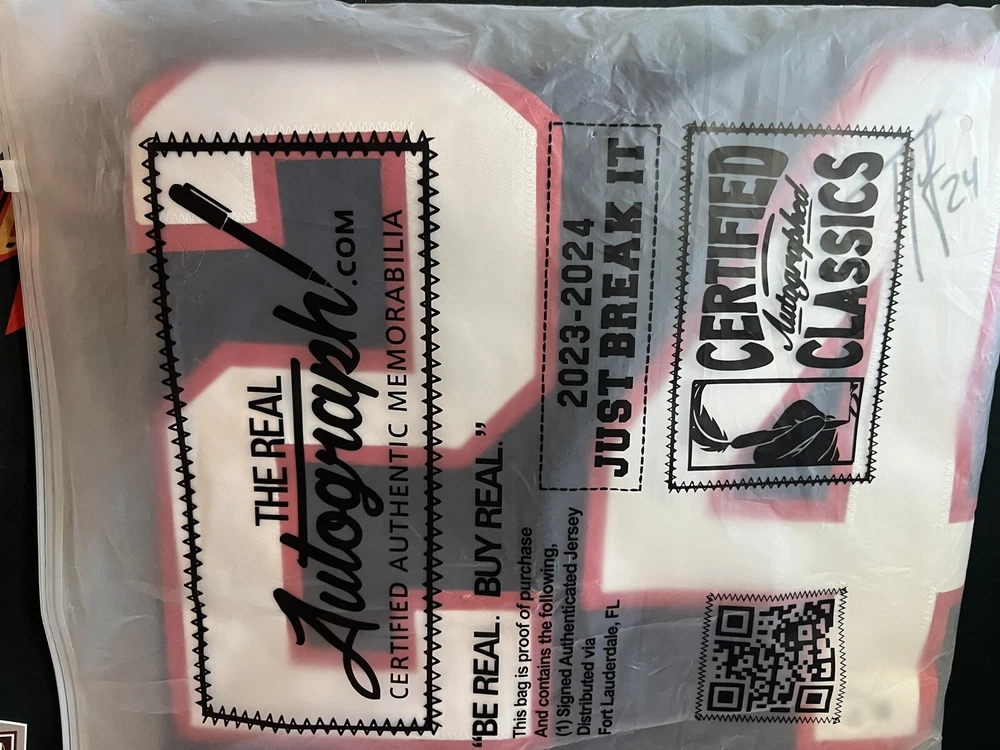 THE REAL
Autograph.COM
CERTIFIED AUTHENTIC MEMORABILIA
"BE REAL. BUY REAL."
This bag is proof of purchase
And contains the following,
(1) Signed Authenticated Jersey
Distributed via
Fort Lauderdale, FL
2023-2024
JUST BREAK IT
CERTIFIED
Autographed
CLASSICS
24